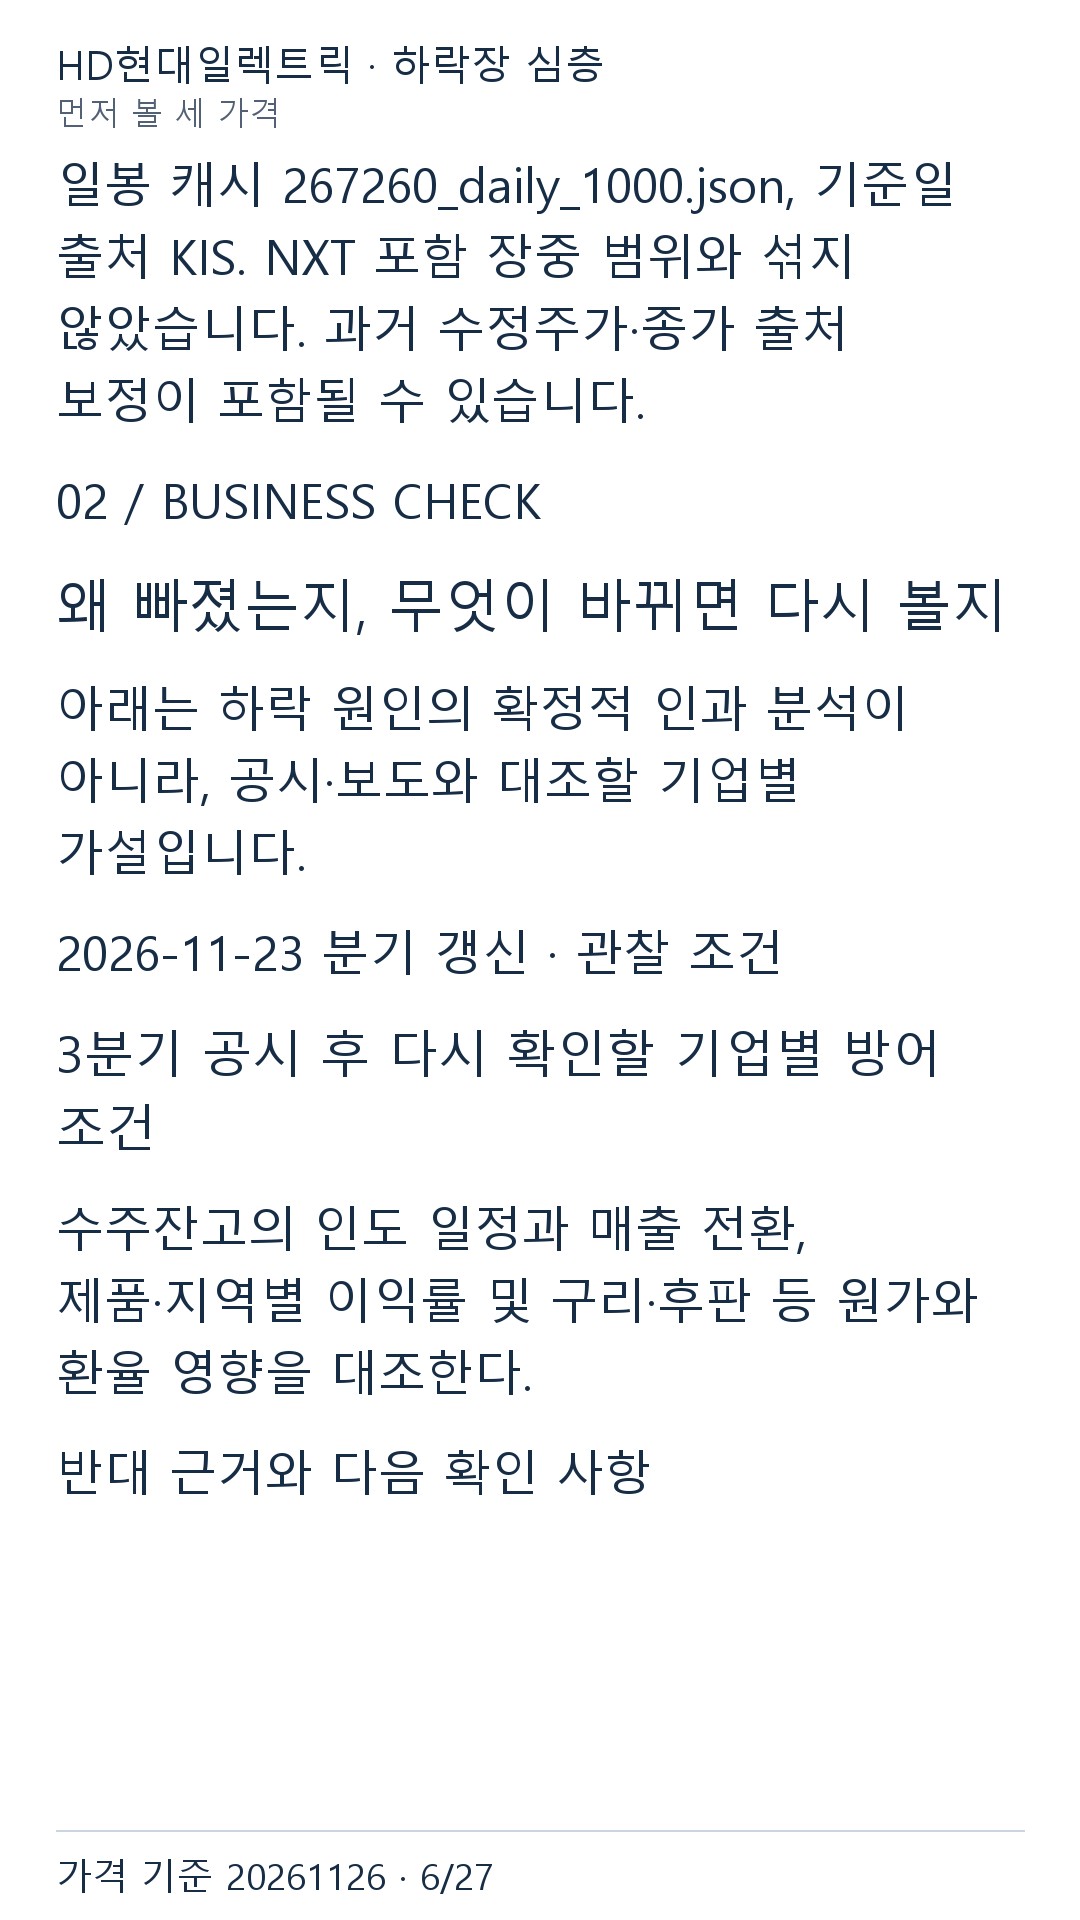 HD현대일렉트릭 · 하락장 심층
먼저 볼 세 가격
일봉 캐시 267260_daily_1000.json, 기준일
출처 KIS. NXT 포함 장중 범위와 섞지
않았습니다. 과거 수정주가·종가 출처
보정이 포함될 수 있습니다.
02 / BUSINESS CHECK
왜 빠졌는지, 무엇이 바뀌면 다시 볼지
아래는 하락 원인의 확정적 인과 분석이
아니라, 공시·보도와 대조할 기업별
가설입니다.
2026-11-23 분기 갱신 · 관찰 조건
3분기 공시 후 다시 확인할 기업별 방어
조건
수주잔고의 인도 일정과 매출 전환,
제품·지역별 이익률 및 구리·후판 등 원가와
환율 영향을 대조한다.
반대 근거와 다음 확인 사항
가격 기준 20261126 · 6/27